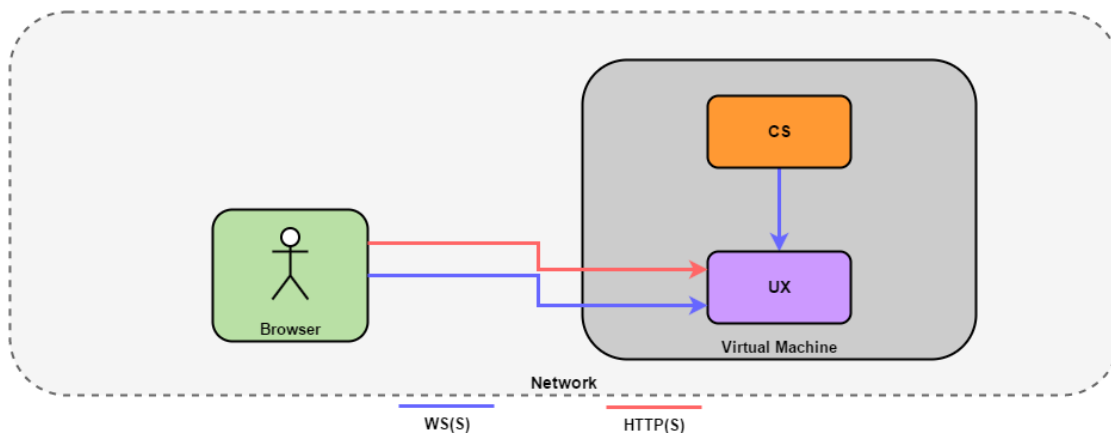 CS
UX
Browser
Virtual Machine
Network
WS(S)
HTTP(S)